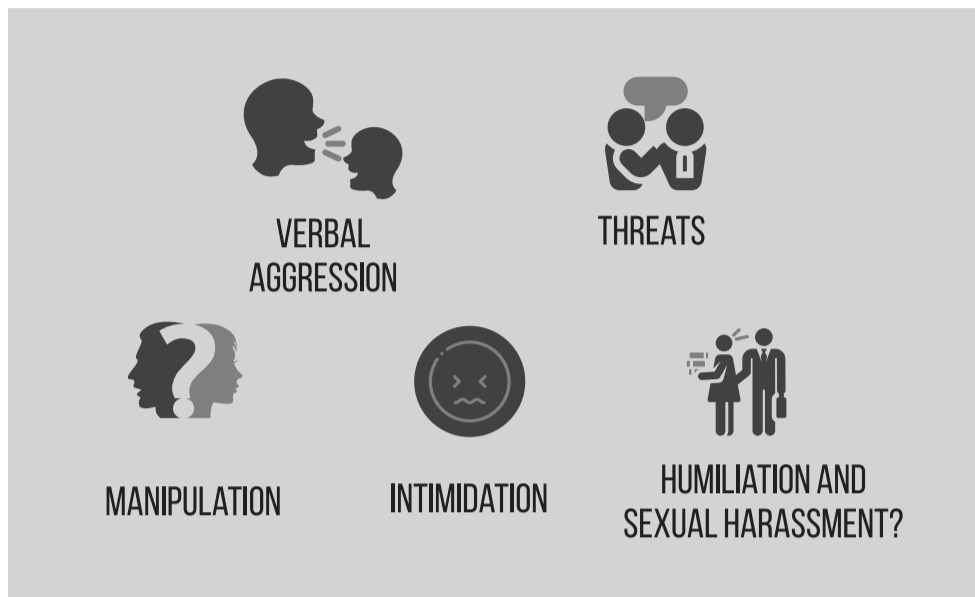 VERBAL
AGGRESSION
THREATS
MANIPULATION
INTIMIDATION
HUMILIATION AND
SEXUAL HARASSMENT?